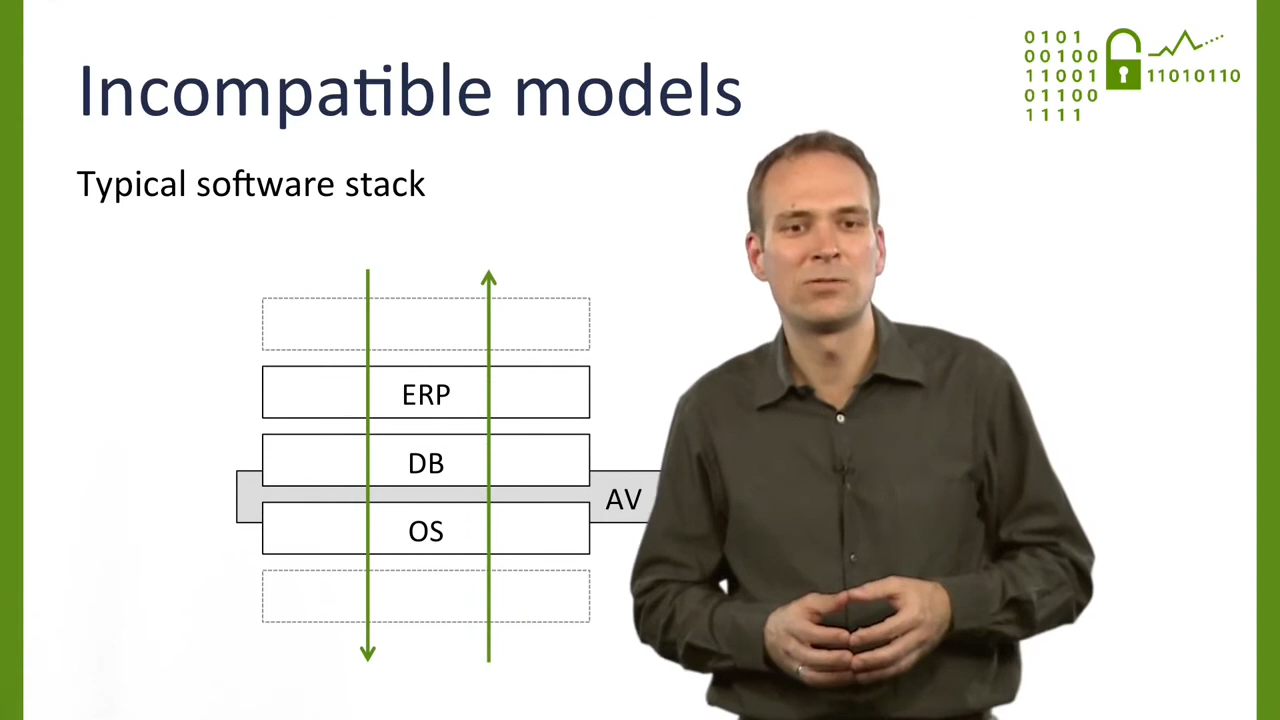 Incompatible models
Typical software stack
0101
00100
11001
01100
1111
11010110
ERP
DB
AV
OS